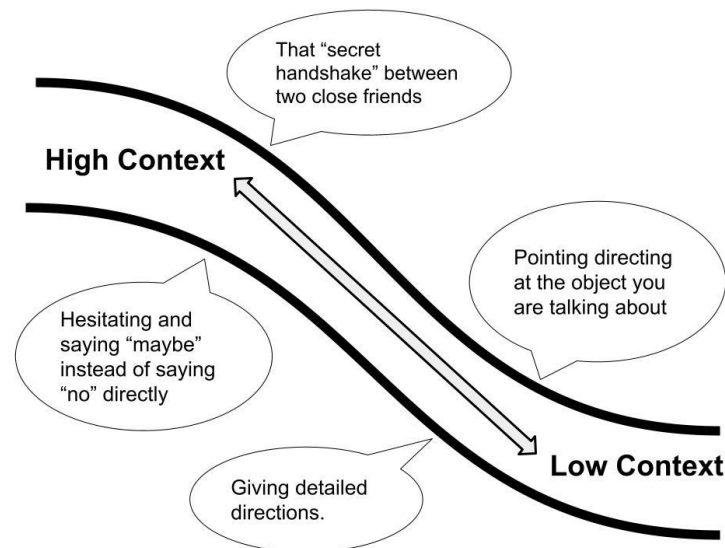 That “secret
handshake” between
two close friends
High Context
Pointing directing
at the object you
are talking about
Hesitating and
saying “maybe”
instead of saying
“no” directly
Low Context
Giving detailed
directions.